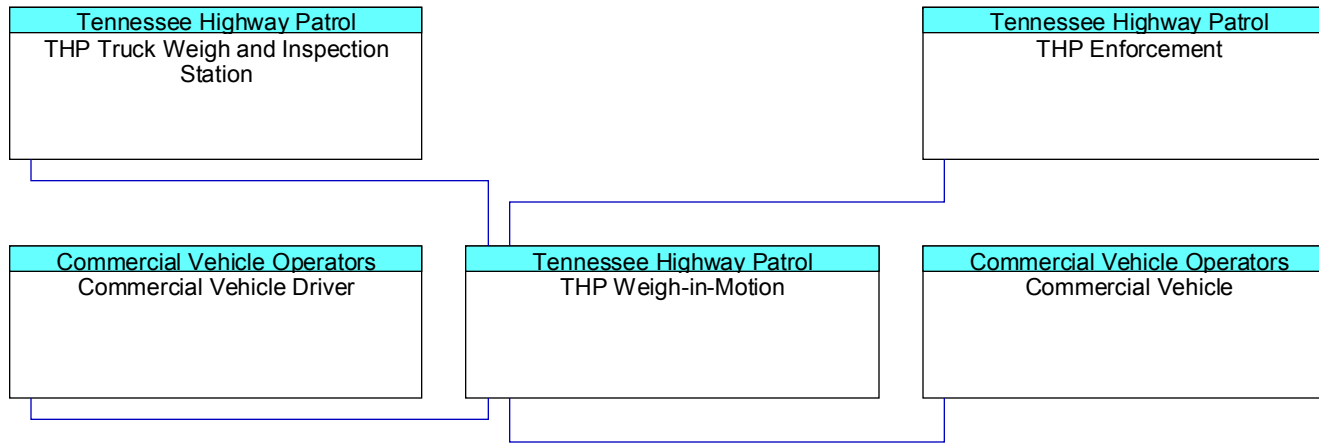 Tennessee Highway Patrol
THP Truck Weigh and Inspection
Station
Tennessee Highway Patrol
THP Enforcement
Commercial Vehicle Operators
Commercial Vehicle Driver
Tennessee Highway Patrol
THP Weigh-in-Motion
Commercial Vehicle Operators
Commercial Vehicle